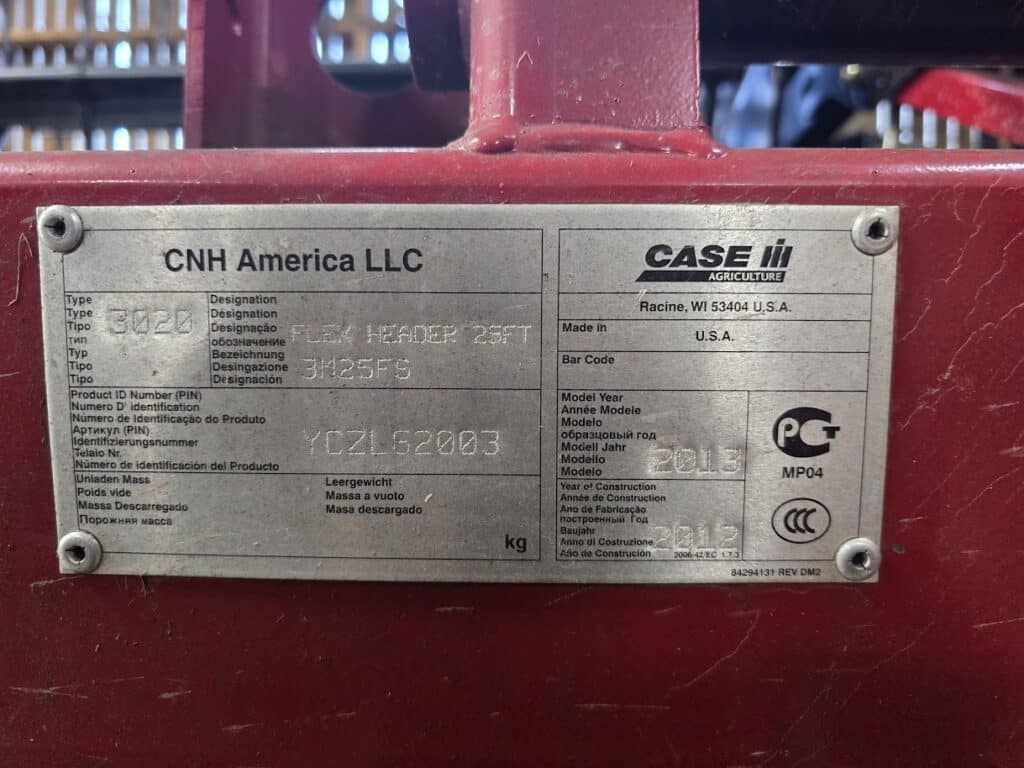 CNH America LLC
Type
Type
Tipo
тип
Typ
Tipo
Tipo
3020
Designation
Désignation
Designação
обозначение
Bezeichnung
Desingazione
Designación
FLEX HEADER 25FT
3M25FS
Product ID Number (PIN)
Numero D' identification
Número de Identificação do Produto
Артикул (PIN)
Identifizierungsnummer
Telaio Nr.
Número de identificación del Producto
YCZL62003
Unladen Mass
Poids vide
Massa Descarregado
Порожняя масса
Leergewicht
Massa a vuoto
Masa descargado
kg
CASE IH
AGRICULTURE
Racine, WI 53404 U.S.A.
Made in
U.S.A.
Bar Code
Model Year
Année Modele
Modelo
образцовый год
Modell Jahr
Modello
Modelo
2013
Year of Construction
Année de Construction
Ano de Fabricação
построенный Год
Baujahr
Anno di Costruzione
Año de Construción
2012
2006/42/EC 1.7.3
PCT
MP04
CCC
84294131 REV DM2